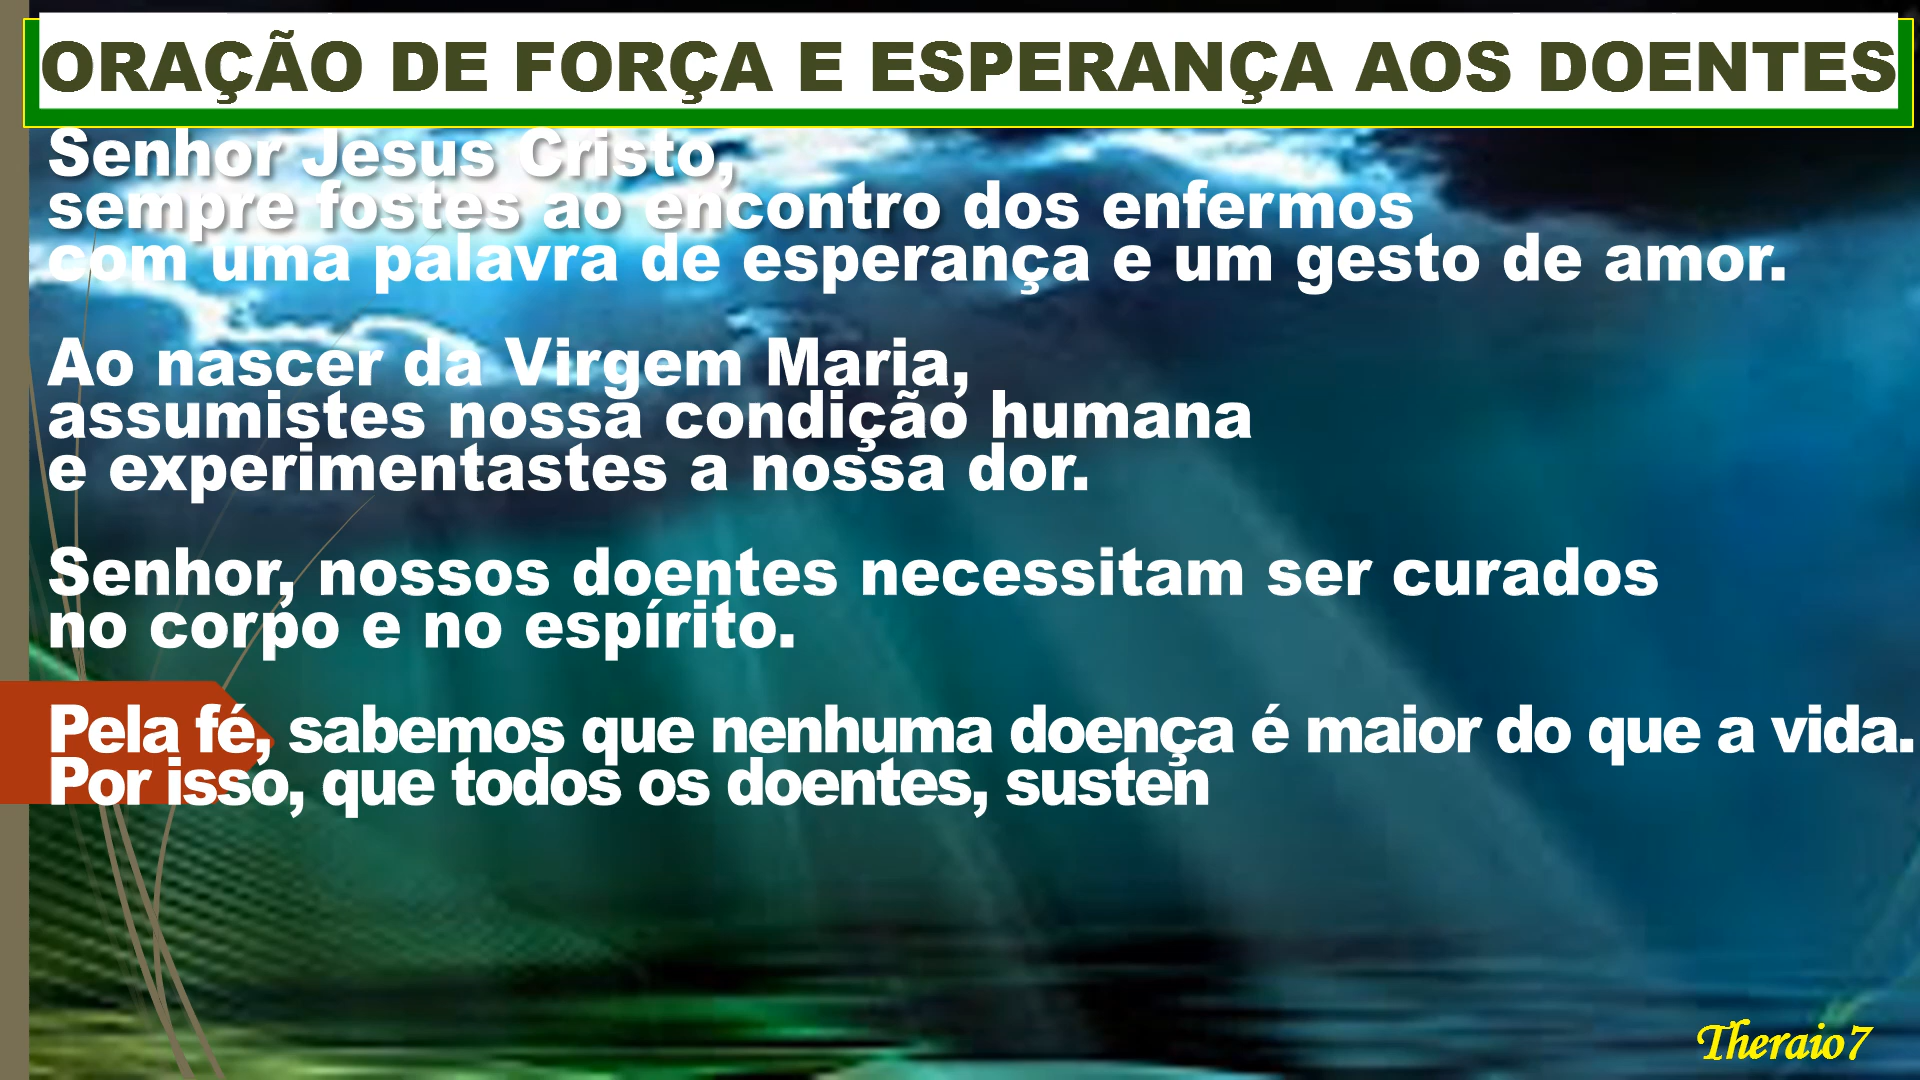 ORAÇÃO DE FORÇA E ESPERANÇA AOS DOENTES
Senhor Jesus Cristo,
sempre fostes ao encontro dos enfermos
com uma palavra de esperança e um gesto de amor.
Ao nascer da Virgem Maria,
assumistes nossa condição humana
e experimentastes a nossa dor.
Senhor, nossos doentes necessitam ser curados
no corpo e no espírito.
Pela fé, sabemos que nenhuma doença é maior do que a vida.
Por isso, que todos os doentes, susten
Theraio7